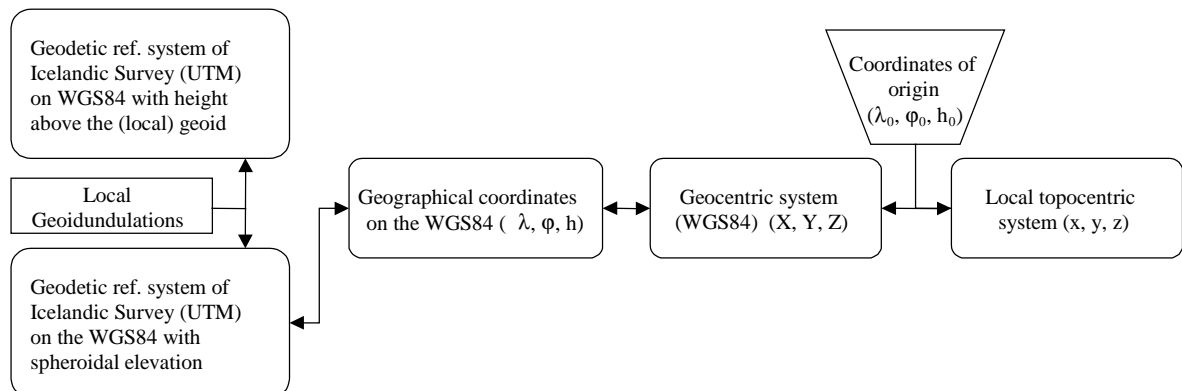 Geodetic ref. system of
Icelandic Survey (UTM)
on WGS84 with height
above the (local) geoid
Local
Geoidundulations
Geodetic ref. system of
Icelandic Survey (UTM)
on the WGS84 with
spheroidal elevation
Geographical coordinates
on the WGS84 ( λ, φ, h)
Geocentric system
(WGS84) (X, Y, Z)
Coordinates of
origin
(λ₀, φ₀, h₀)
Local topocentric
system (x, y, z)